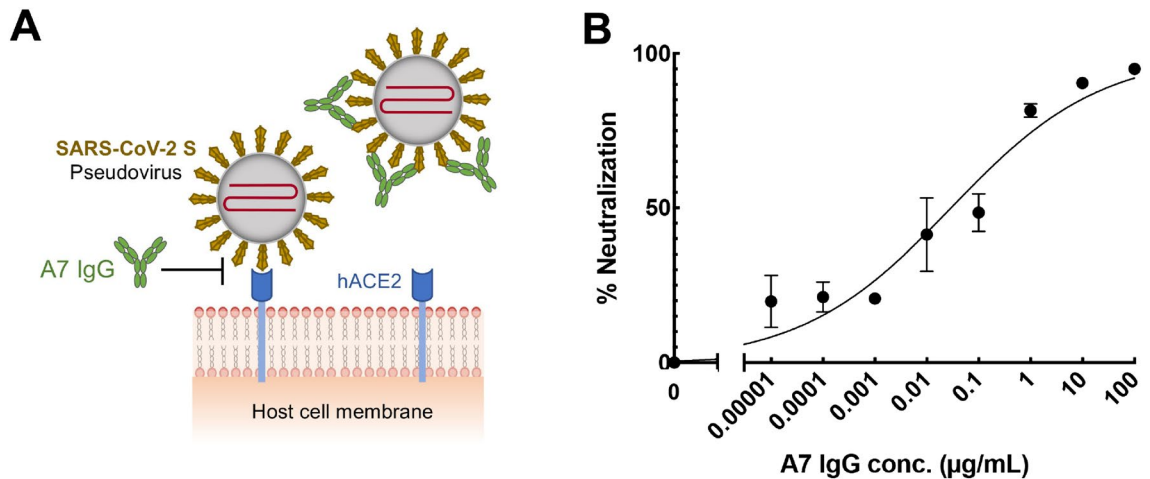 A
SARS-CoV-2 S
Pseudovirus
A7 IgG
hACE2
Host cell membrane
B
% Neutralization
100
50
0
0
0.00001
0.0001
0.001
0.01
0.1
1
10
100
A7 IgG conc. (µg/mL)